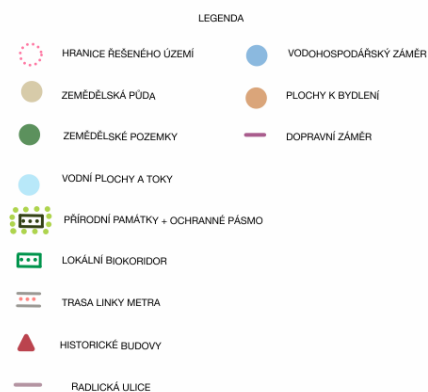 LEGENDA
HRANICE ŘEŠENÉHO ÚZEMÍ
ZEMĚDĚLSKÁ PŮDA
ZEMĚDĚLSKÉ POZEMKY
VODNÍ PLOCHY A TOKY
PŘÍRODNÍ PAMÁTKY + OCHRANNÉ PÁSMO
LOKÁLNÍ BIOKORIDOR
TRASA LINKY METRA
HISTORICKÉ BUDOVY
RADLICKÁ ULICE
VODOHOSPODÁŘSKÝ ZÁMĚR
PLOCHY K BYDLENÍ
DOPRAVNÍ ZÁMĚR